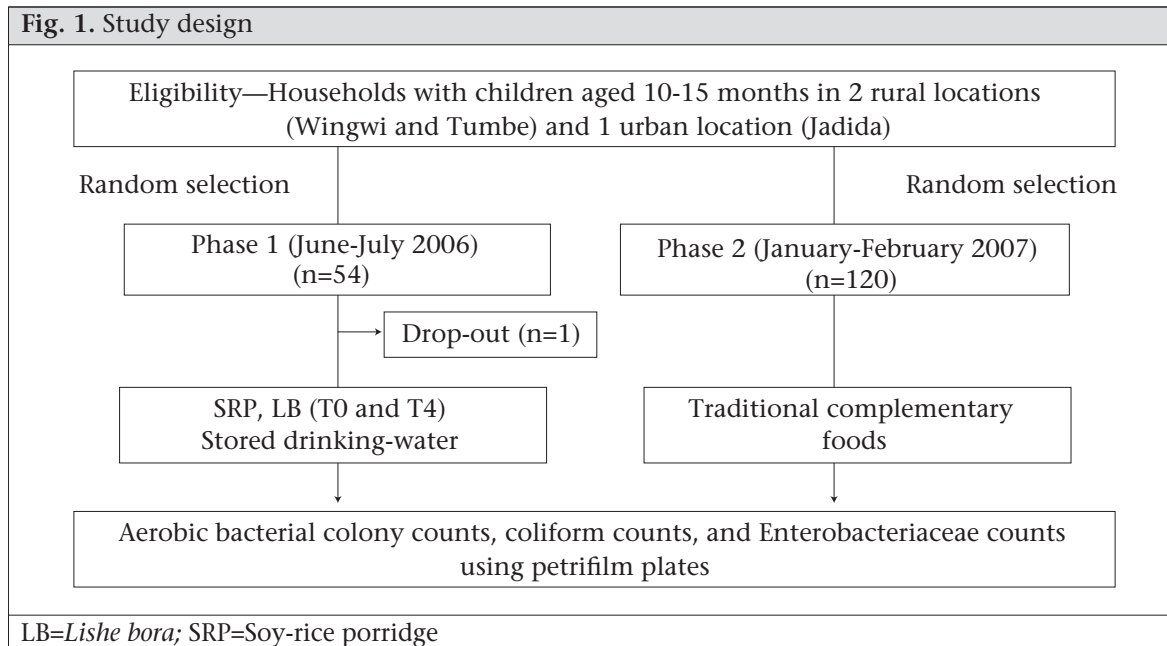 Fig. 1. Study design
Eligibility—Households with children aged 10-15 months in 2 rural locations
(Wingwi and Tumbe) and 1 urban location (Jadida)
Random selection
Random selection
Phase 1 (June-July 2006)
(n=54)
Phase 2 (January-February 2007)
(n=120)
Drop-out (n=1)
SRP, LB (T0 and T4)
Stored drinking-water
Traditional complementary
foods
Aerobic bacterial colony counts, coliform counts, and Enterobacteriaceae counts
using petrifilm plates
LB=Lishe bora; SRP=Soy-rice porridge